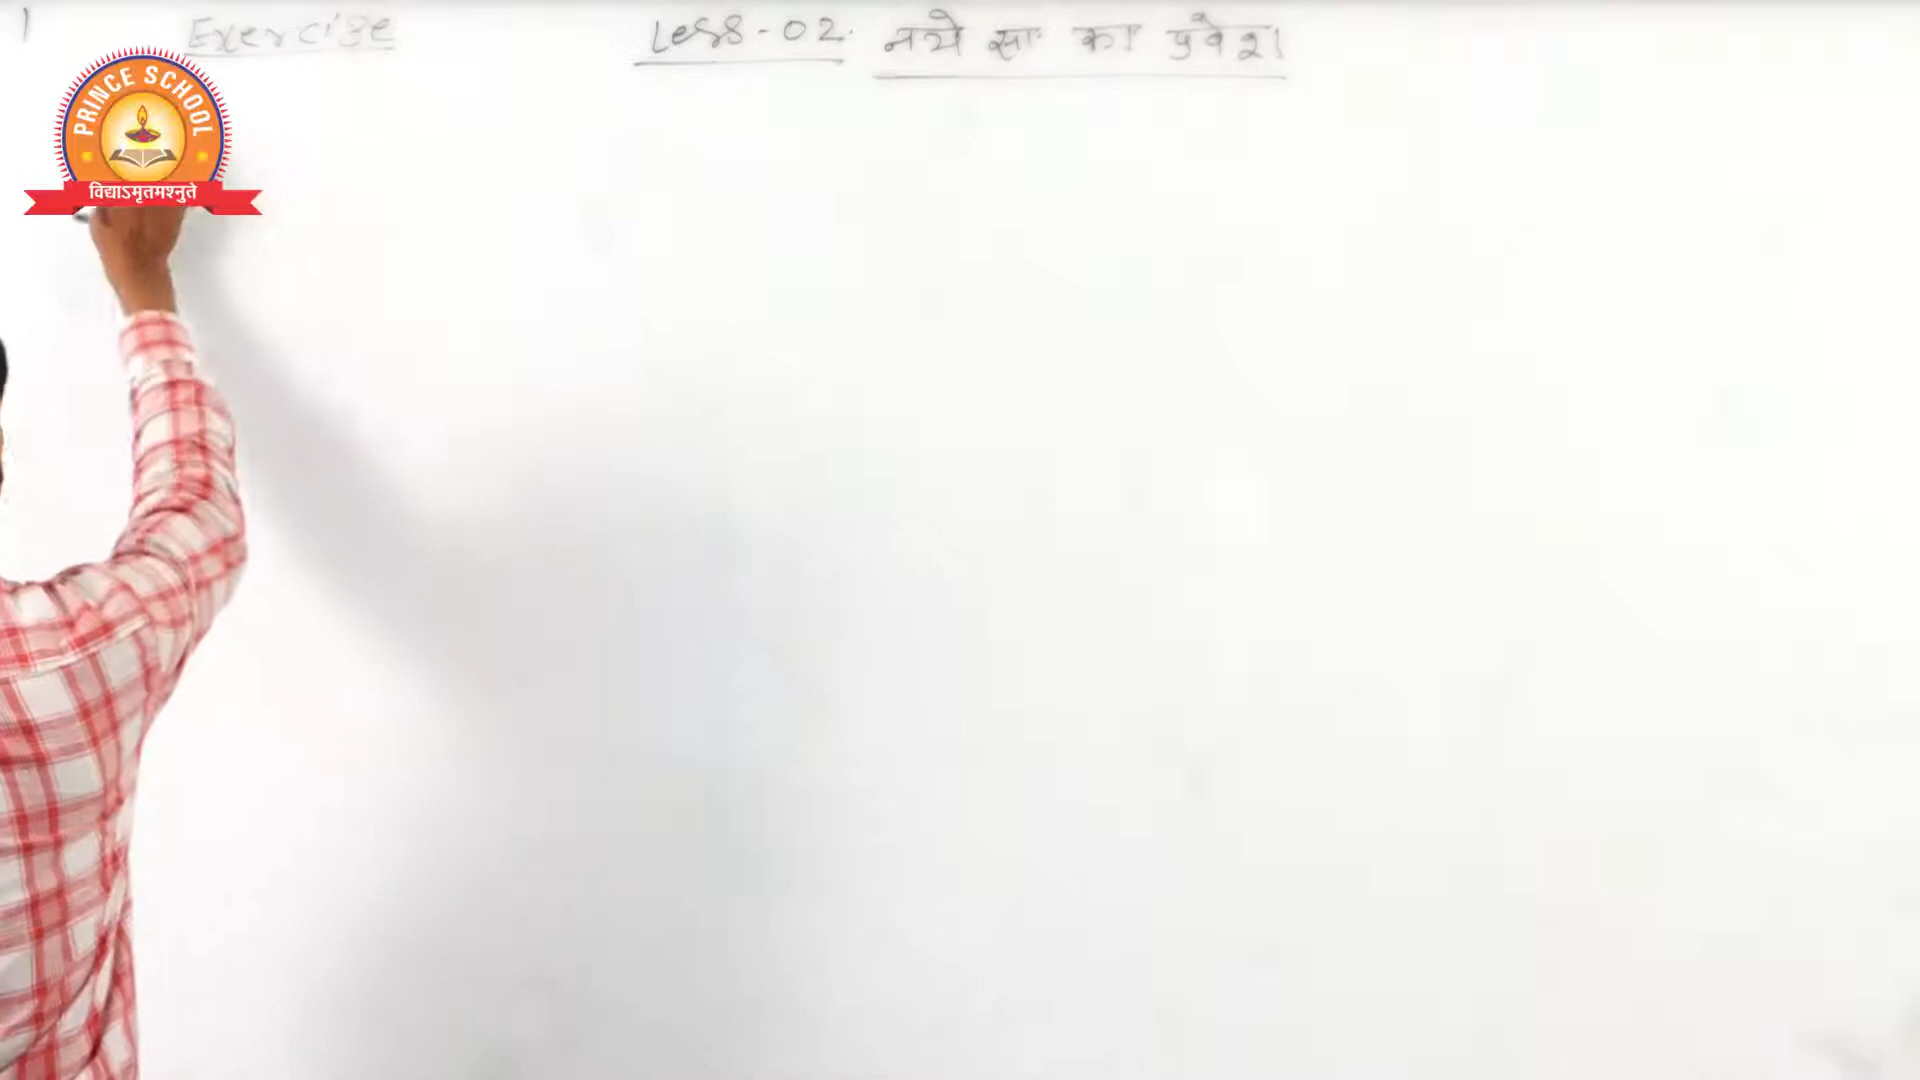 Exercise Less-02. नये सा का प्रवेश।
PRINCE SCHOOL
विद्याऽमृतमश्नुते